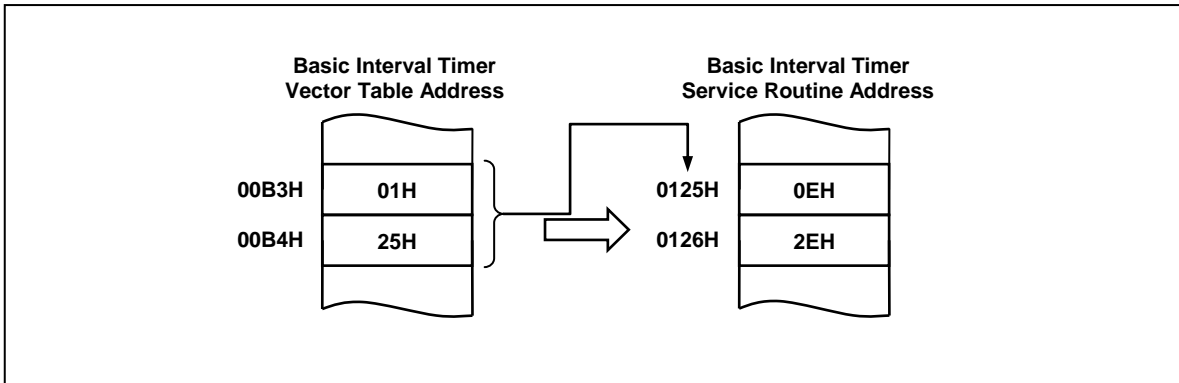 Basic Interval Timer
Vector Table Address
00B3H
01H
00B4H
25H
Basic Interval Timer
Service Routine Address
0125H
0EH
0126H
2EH